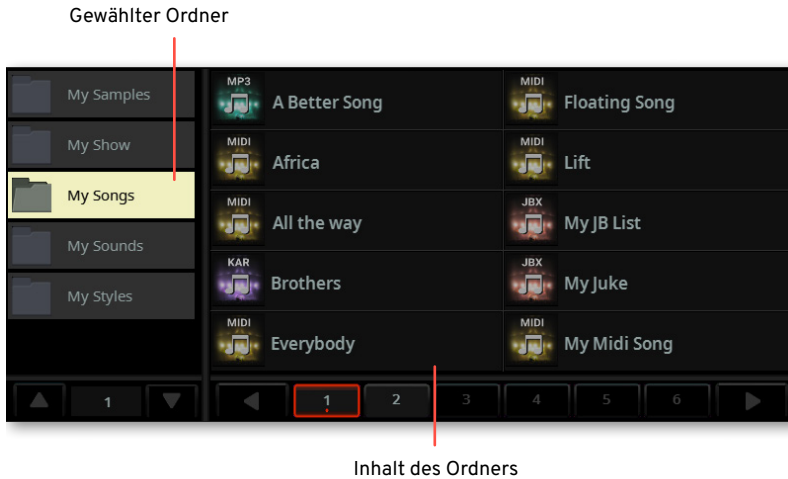 Gewählter Ordner
My Samples
My Show
My Songs
My Sounds
My Styles
1
MP3
A Better Song
MIDI
Africa
MIDI
All the way
KAR
Brothers
MIDI
Everybody
MIDI
Floating Song
MIDI
Lift
JBX
My JB List
JBX
My Juke
MIDI
My Midi Song
1 2 3 4 5 6
Inhalt des Ordners